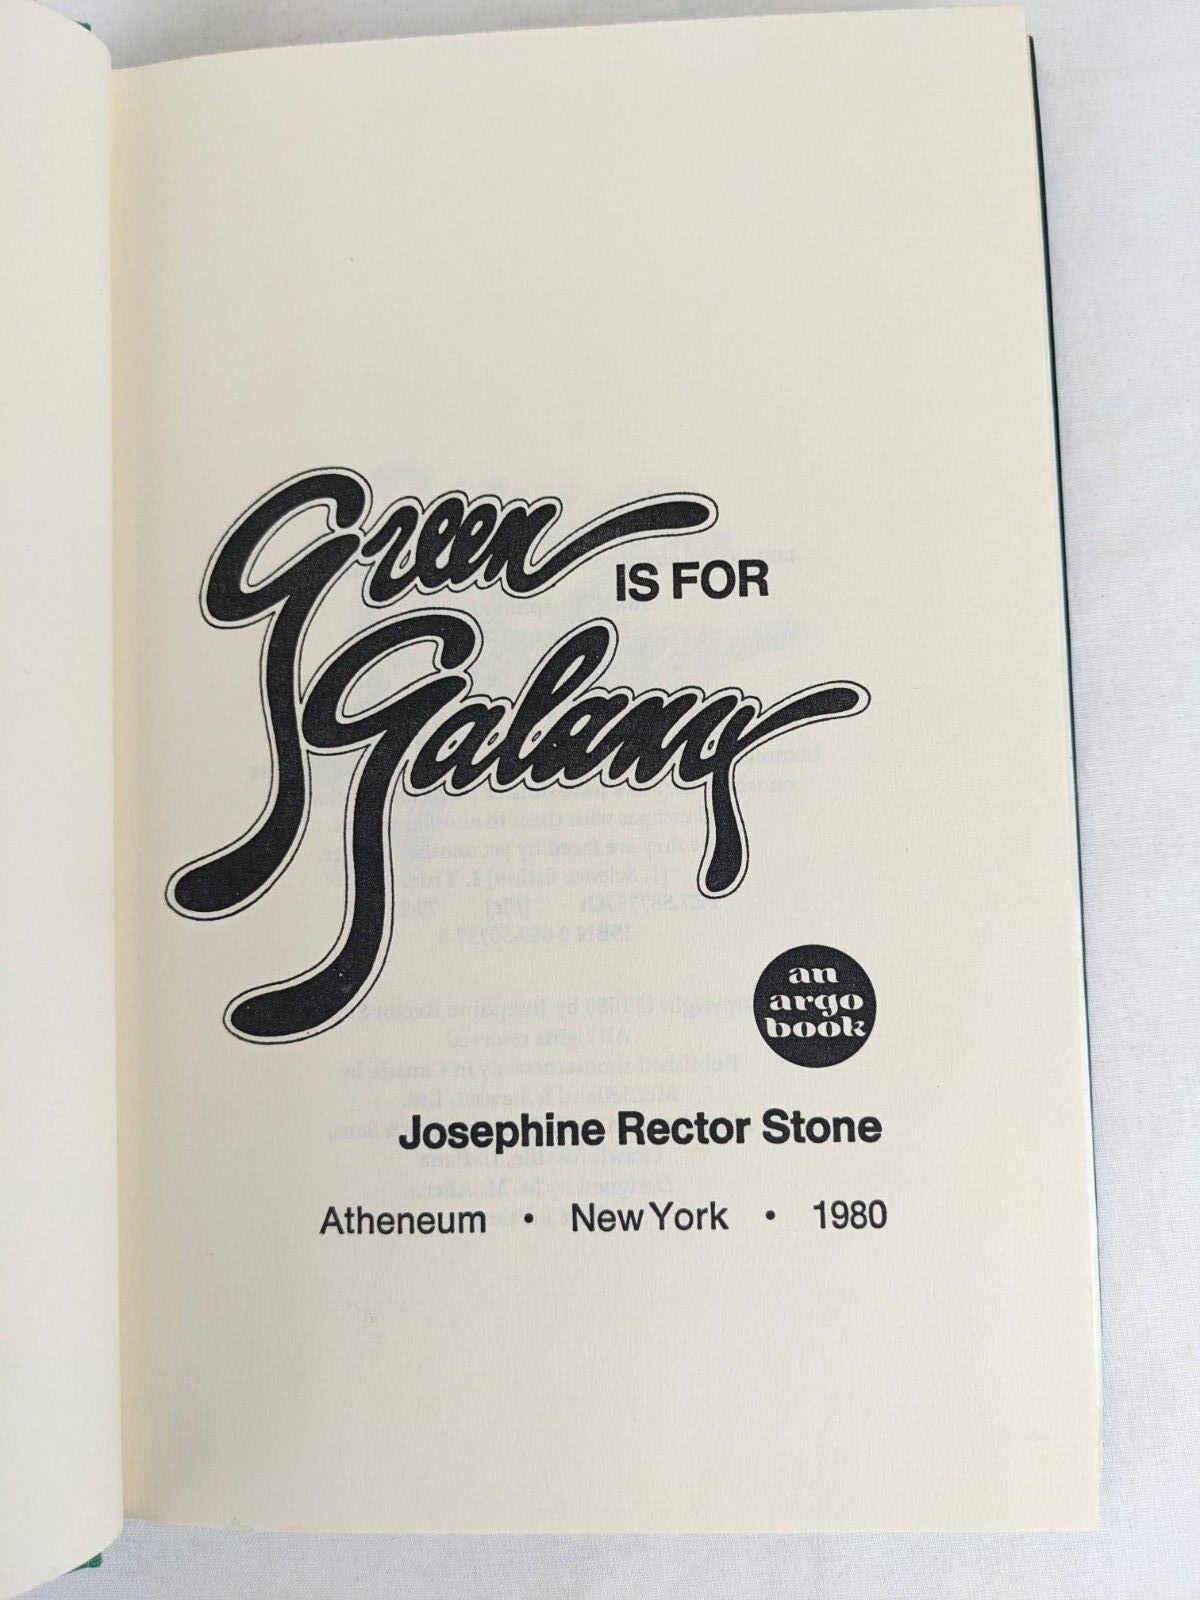 Green
IS FOR
Galaxy
an
argo
book
Josephine Rector Stone
Atheneum • New York • 1980